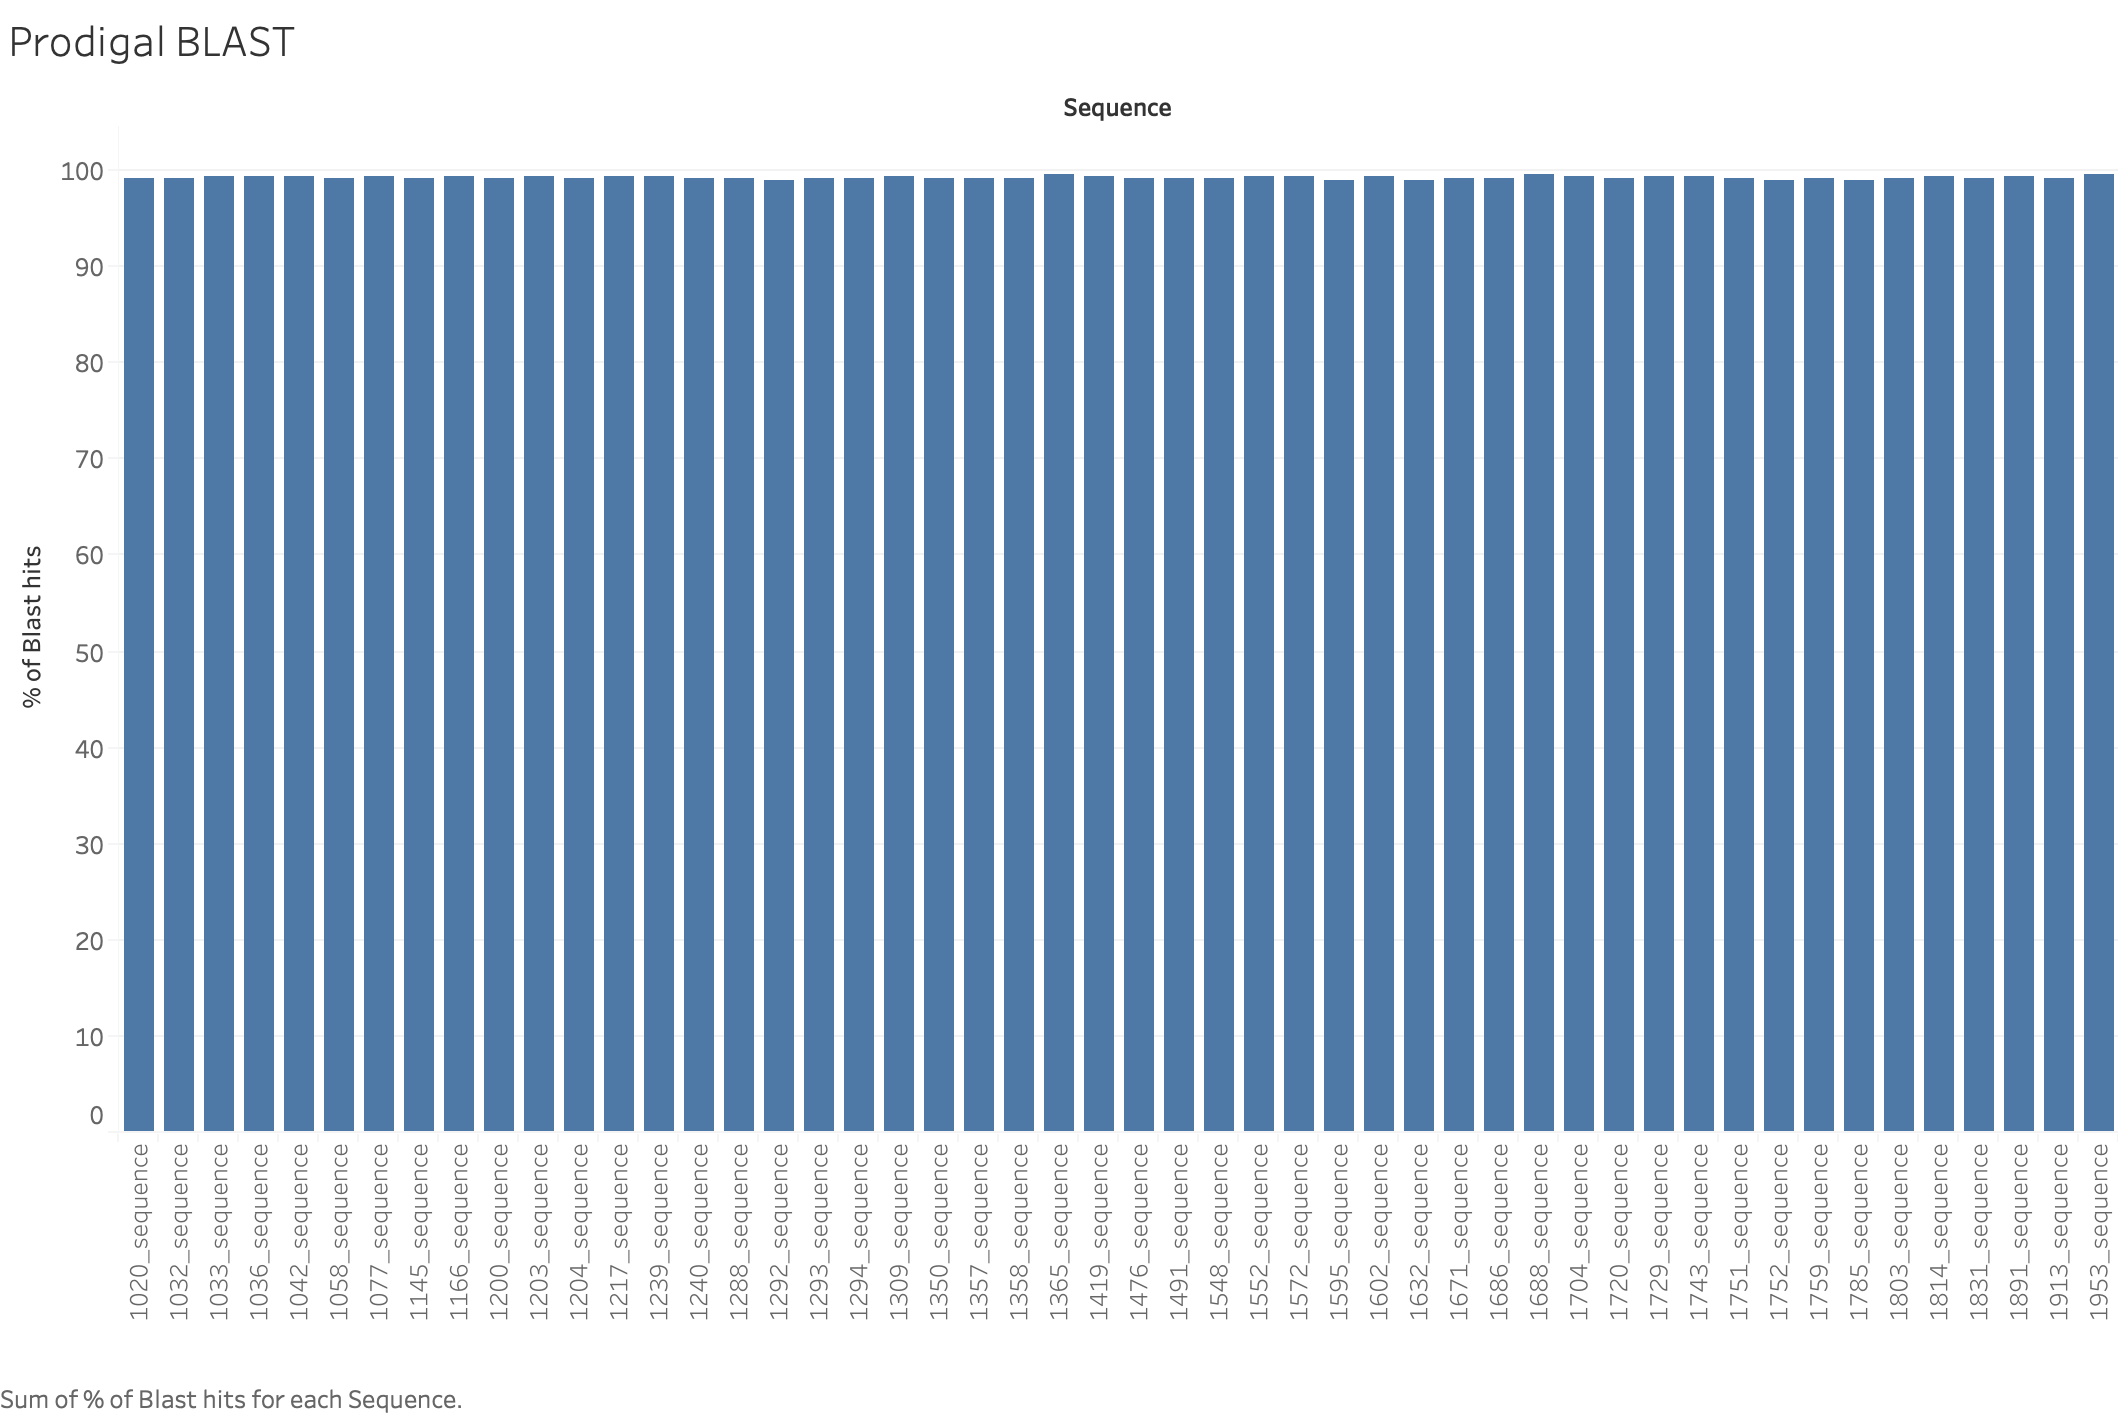 Prodigal BLAST
Sequence
% of Blast hits
100
90
80
70
60
50
40
30
20
10
0
1020_sequence
1032_sequence
1033_sequence
1036_sequence
1042_sequence
1058_sequence
1077_sequence
1145_sequence
1166_sequence
1200_sequence
1203_sequence
1204_sequence
1217_sequence
1239_sequence
1240_sequence
1288_sequence
1292_sequence
1293_sequence
1294_sequence
1309_sequence
1350_sequence
1357_sequence
1358_sequence
1365_sequence
1419_sequence
1476_sequence
1491_sequence
1548_sequence
1552_sequence
1572_sequence
1595_sequence
1602_sequence
1632_sequence
1671_sequence
1686_sequence
1688_sequence
1704_sequence
1720_sequence
1729_sequence
1743_sequence
1751_sequence
1752_sequence
1759_sequence
1785_sequence
1803_sequence
1814_sequence
1831_sequence
1891_sequence
1913_sequence
1953_sequence
Sum of % of Blast hits for each Sequence.